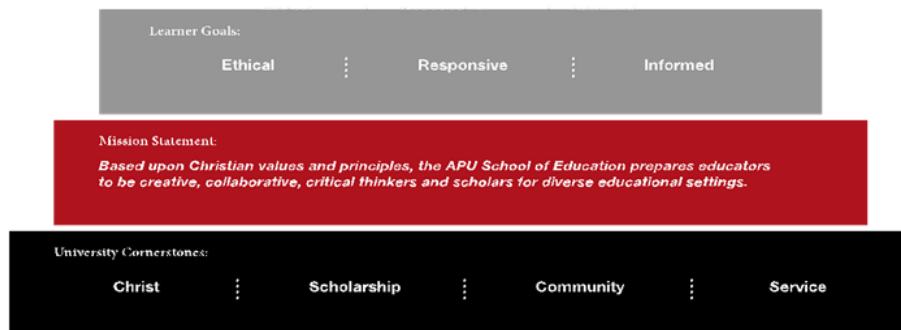 Learner Goals:
Ethical Responsive Informed
Mission Statement:
Based upon Christian values and principles, the APU School of Education prepares educators
to be creative, collaborative, critical thinkers and scholars for diverse educational settings.
University Cornerstones:
Christ Scholarship Community Service